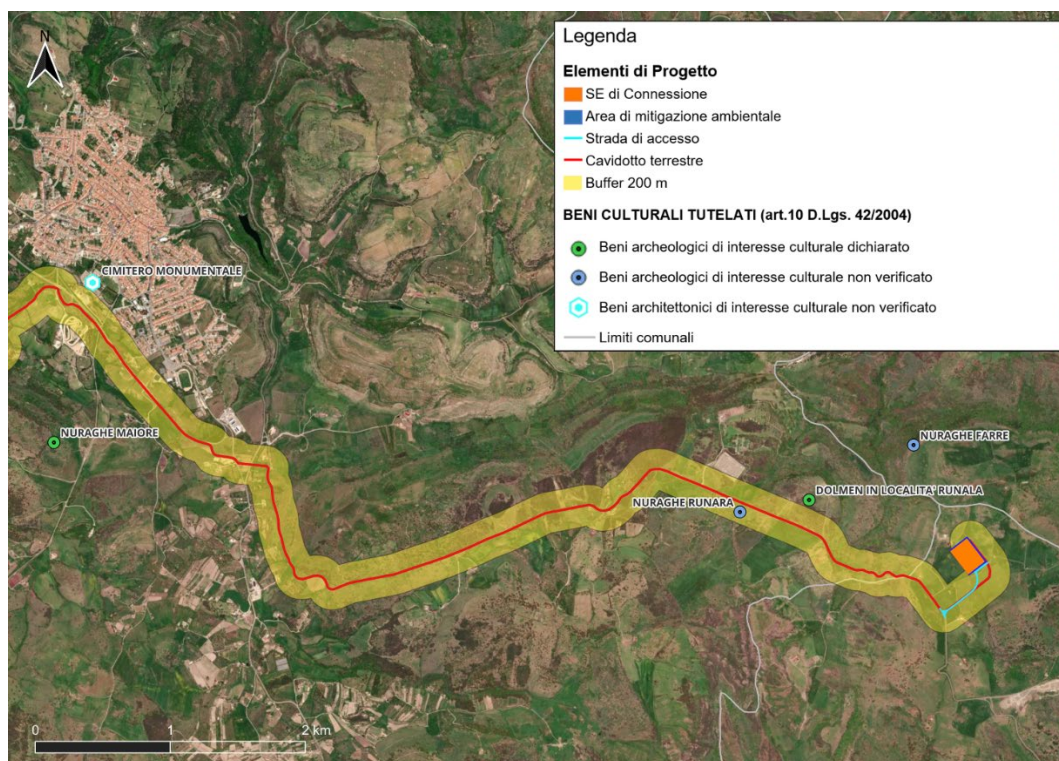 N
Legenda
Elementi di Progetto
SE di Connessione
Area di mitigazione ambientale
Strada di accesso
Cavidotto terrestre
Buffer 200 m
BENI CULTURALI TUTELATI (art.10 D.Lgs. 42/2004)
Beni archeologici di interesse culturale dichiarato
Beni archeologici di interesse culturale non verificato
Beni architettonici di interesse culturale non verificato
Limiti comunali
CIMITERO MONUMENTALE
NURAGHE MAIORE
NURAGHE FARRE
DOLMEN IN LOCALITA' RUNALA
NURAGHE RUNARA
0 1 2 km